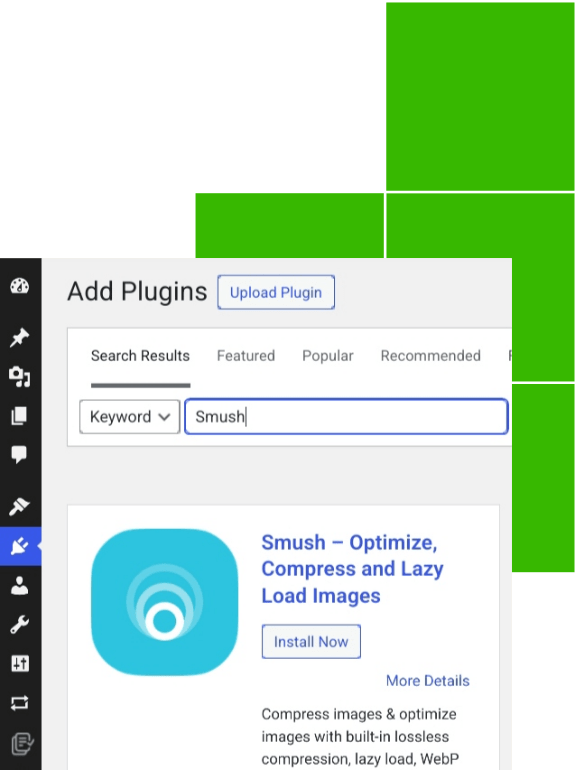 Add Plugins Upload Plugin
Search Results Featured Popular Recommended
Keyword Smush
Smush – Optimize,
Compress and Lazy
Load Images
Install Now
More Details
Compress images & optimize
images with built-in lossless
compression, lazy load, WebP